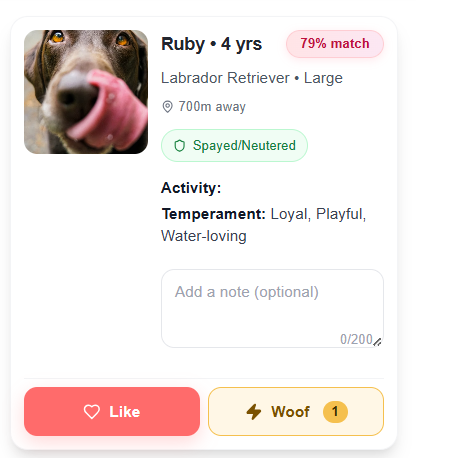 Ruby • 4 yrs
79% match
Labrador Retriever • Large
700m away
Spayed/Neutered
Activity:
Temperament: Loyal, Playful,
Water-loving
Add a note (optional)
0/200
Like
Woof 1